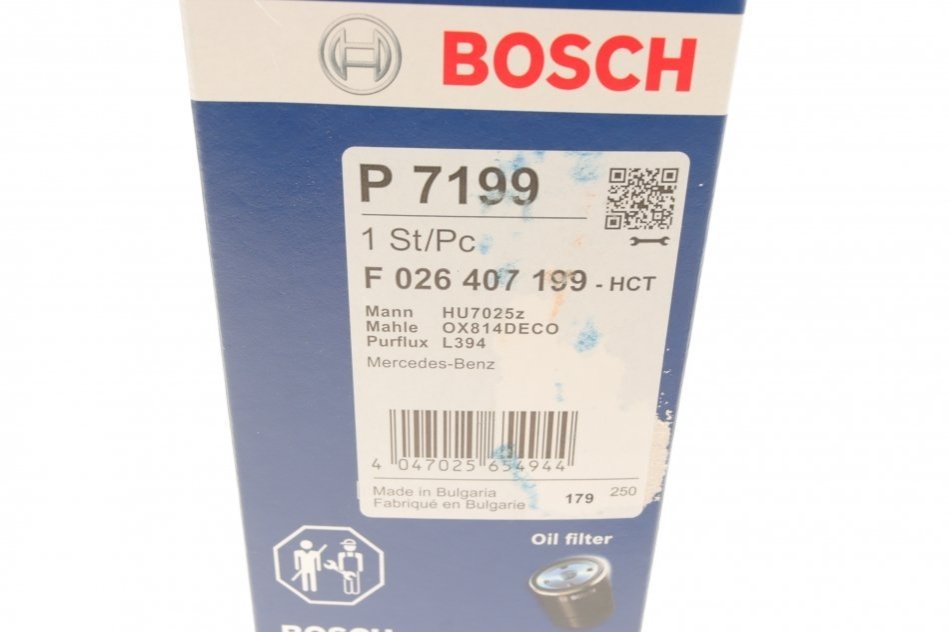 BOSCH
P 7199
1 St/Pc
F 026 407 199 - HCT
Mann HU7025z
Mahle OX814DECO
Purflux L394
Mercedes-Benz
4 047025 654944
Made in Bulgaria
Fabriqué en Bulgarie
179 250
Oil filter
BOSCH